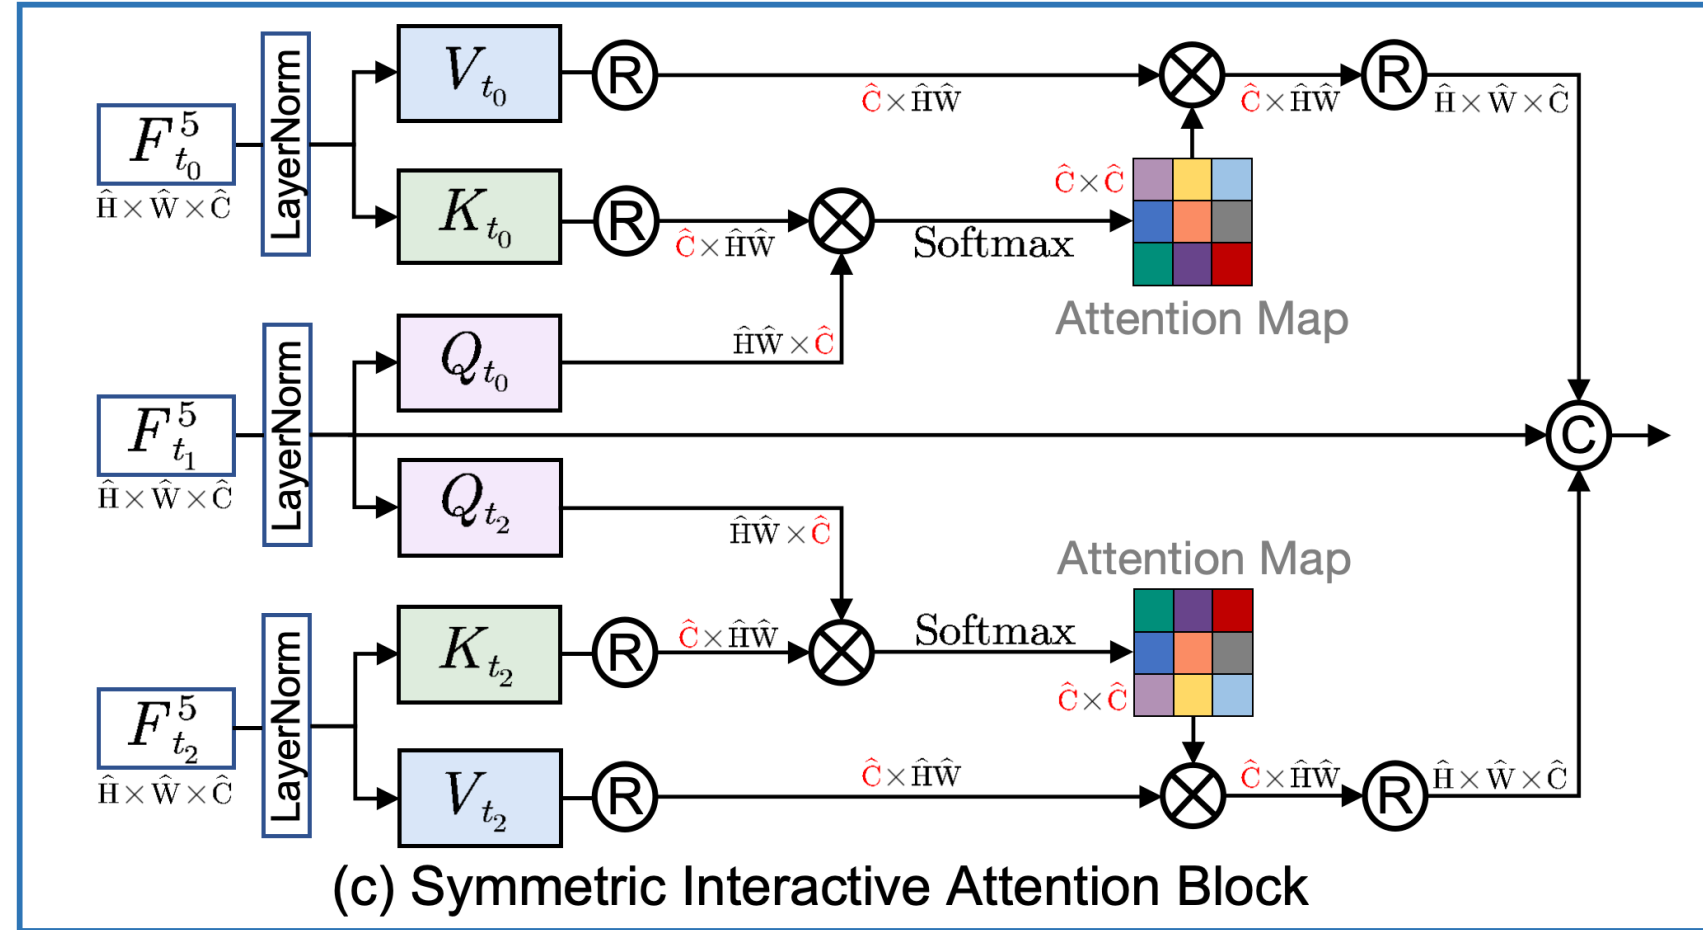 F^5_{t_0}
Ĥ×Ŵ×Ĉ
LayerNorm
V_{t_0}
R
Ĉ×ĤŴ
Ĉ×ĤŴ
R
Ĥ×Ŵ×Ĉ
K_{t_0}
R
Ĉ×ĤŴ
Softmax
Ĉ×Ĉ
Attention Map
F^5_{t_1}
Ĥ×Ŵ×Ĉ
LayerNorm
Q_{t_0}
ĤŴ×Ĉ
C
Q_{t_2}
ĤŴ×Ĉ
Attention Map
F^5_{t_2}
Ĥ×Ŵ×Ĉ
LayerNorm
K_{t_2}
R
Ĉ×ĤŴ
Softmax
Ĉ×Ĉ
V_{t_2}
R
Ĉ×ĤŴ
Ĉ×ĤŴ
R
Ĥ×Ŵ×Ĉ
(c) Symmetric Interactive Attention Block